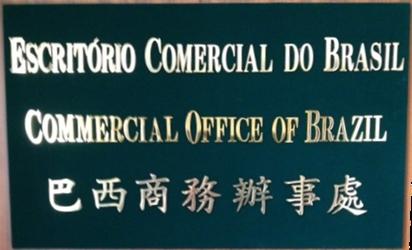 ESCRITÓRIO COMERCIAL DO BRASIL
COMMERCIAL OFFICE OF BRAZIL
巴西商務辦事處